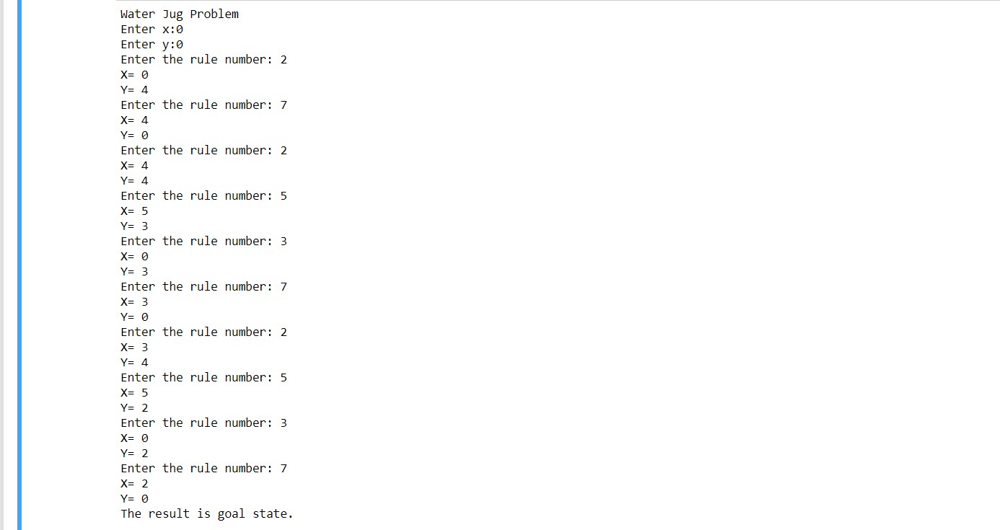 Water Jug Problem
Enter x:0
Enter y:0
Enter the rule number: 2
X= 0
Y= 4
Enter the rule number: 7
X= 4
Y= 0
Enter the rule number: 2
X= 4
Y= 4
Enter the rule number: 5
X= 5
Y= 3
Enter the rule number: 3
X= 0
Y= 3
Enter the rule number: 7
X= 3
Y= 0
Enter the rule number: 2
X= 3
Y= 4
Enter the rule number: 5
X= 5
Y= 2
Enter the rule number: 3
X= 0
Y= 2
Enter the rule number: 7
X= 2
Y= 0
The result is goal state.